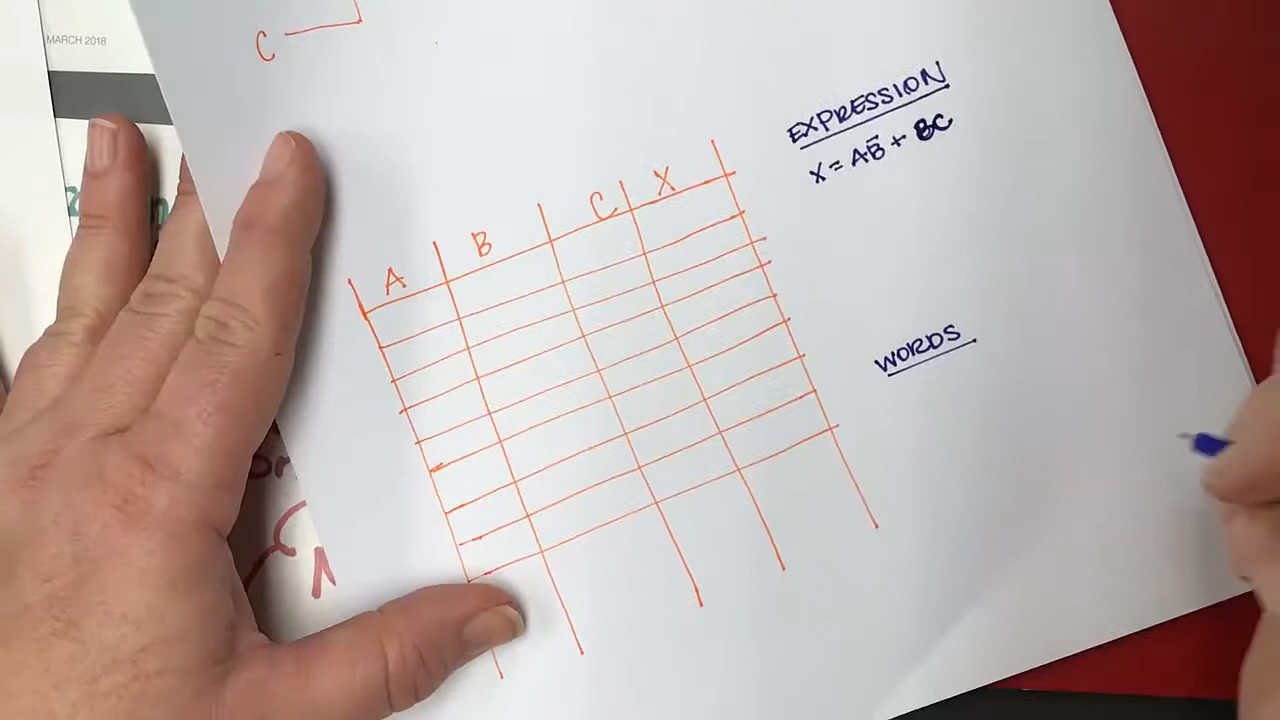 MARCH 2018
C
EXPRESSION
X = AB̄ + BC
A B C X
WORDS